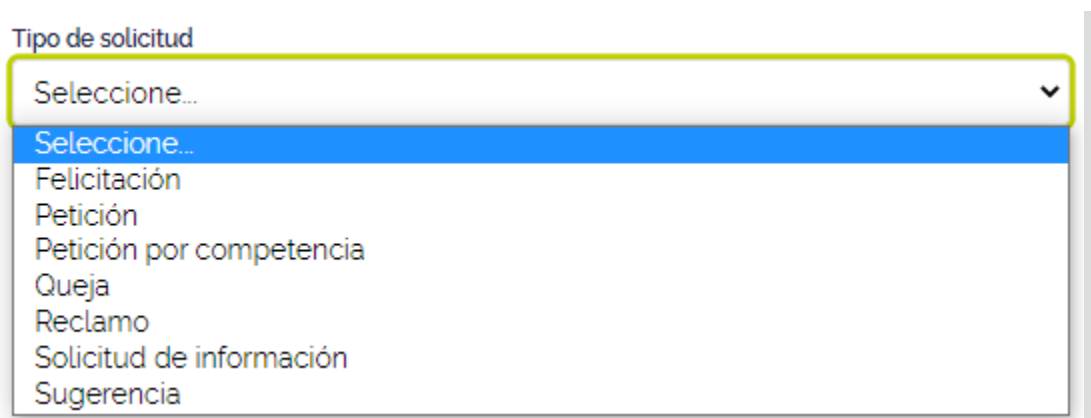 Tipo de solicitud
Seleccione...
Seleccione...
Felicitación
Petición
Petición por competencia
Queja
Reclamo
Solicitud de información
Sugerencia